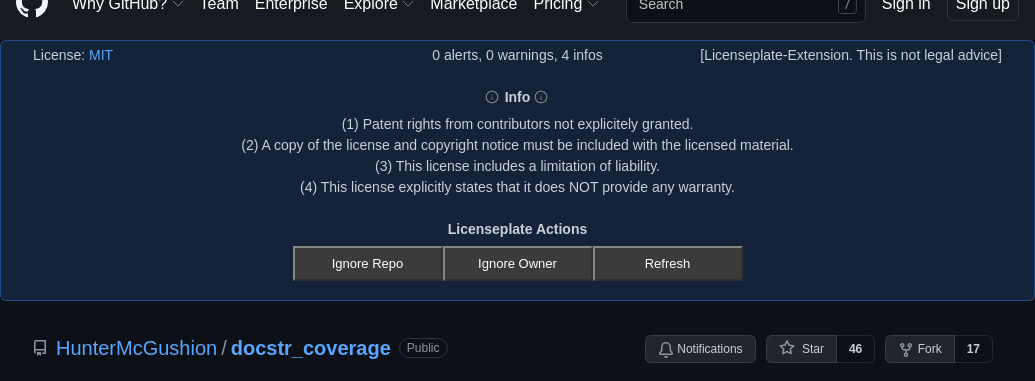 Why GitHub? Team Enterprise Explore Marketplace Pricing Search / Sign in Sign up
License: MIT 0 alerts, 0 warnings, 4 infos [Licenseplate-Extension. This is not legal advice]
Info
(1) Patent rights from contributors not explicitely granted.
(2) A copy of the license and copyright notice must be included with the licensed material.
(3) This license includes a limitation of liability.
(4) This license explicitly states that it does NOT provide any warranty.
Licenseplate Actions
Ignore Repo Ignore Owner Refresh
HunterMcGushion / docstr_coverage Public Notifications Star 46 Fork 17